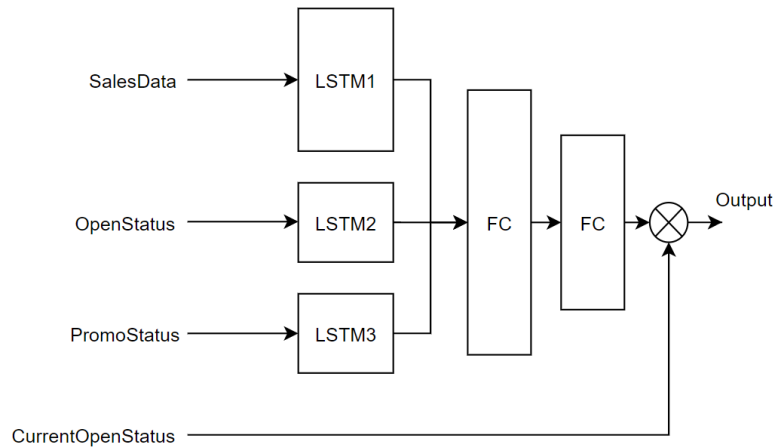 SalesData
LSTM1
OpenStatus
LSTM2
FC
FC
Output
PromoStatus
LSTM3
CurrentOpenStatus